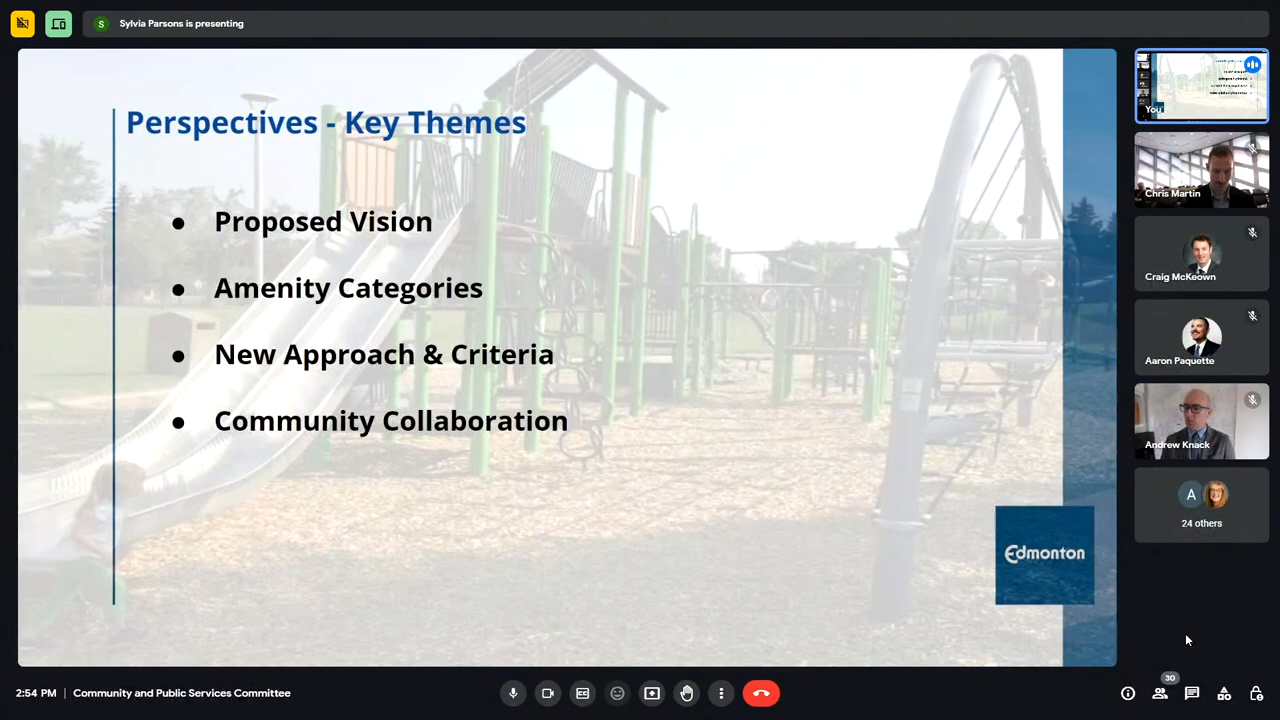 S Sylvia Parsons is presenting
Perspectives - Key Themes
● Proposed Vision
● Amenity Categories
● New Approach & Criteria
● Community Collaboration
Edmonton
You
Chris Martin
Craig McKeown
Aaron Paquette
Andrew Knack
A
24 others
2:54 PM | Community and Public Services Committee
30